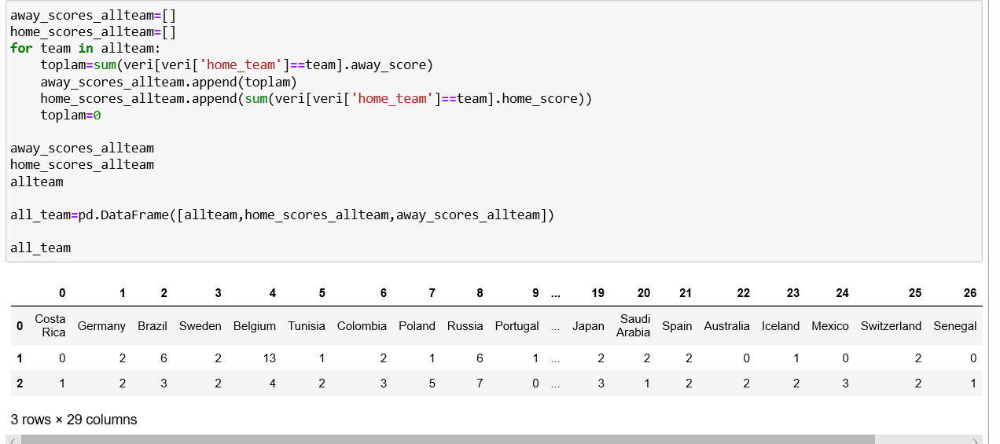 away_scores_allteam=[]
home_scores_allteam=[]
for team in allteam:
    toplam=sum(veri[veri['home_team']==team].away_score)
    away_scores_allteam.append(toplam)
    home_scores_allteam.append(sum(veri[veri['home_team']==team].home_score))
    toplam=0

away_scores_allteam
home_scores_allteam
allteam

all_team=pd.DataFrame([allteam,home_scores_allteam,away_scores_allteam])

all_team

0 1 2 3 4 5 6 7 8 9 ... 19 20 21 22 23 24 25 26
0 Costa Rica Germany Brazil Sweden Belgium Tunisia Colombia Poland Russia Portugal ... Japan Saudi Arabia Spain Australia Iceland Mexico Switzerland Senegal
1 0 2 6 2 13 1 2 1 6 1 ... 2 2 2 0 1 0 2 0
2 1 2 3 2 4 2 3 5 7 0 ... 3 1 2 2 2 3 2 1
3 rows × 29 columns